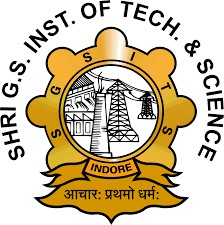 SHRI G.S. INST. OF TECH. & SCIENCE
S G S I T S
INDORE
आचारः प्रथमो धर्मः